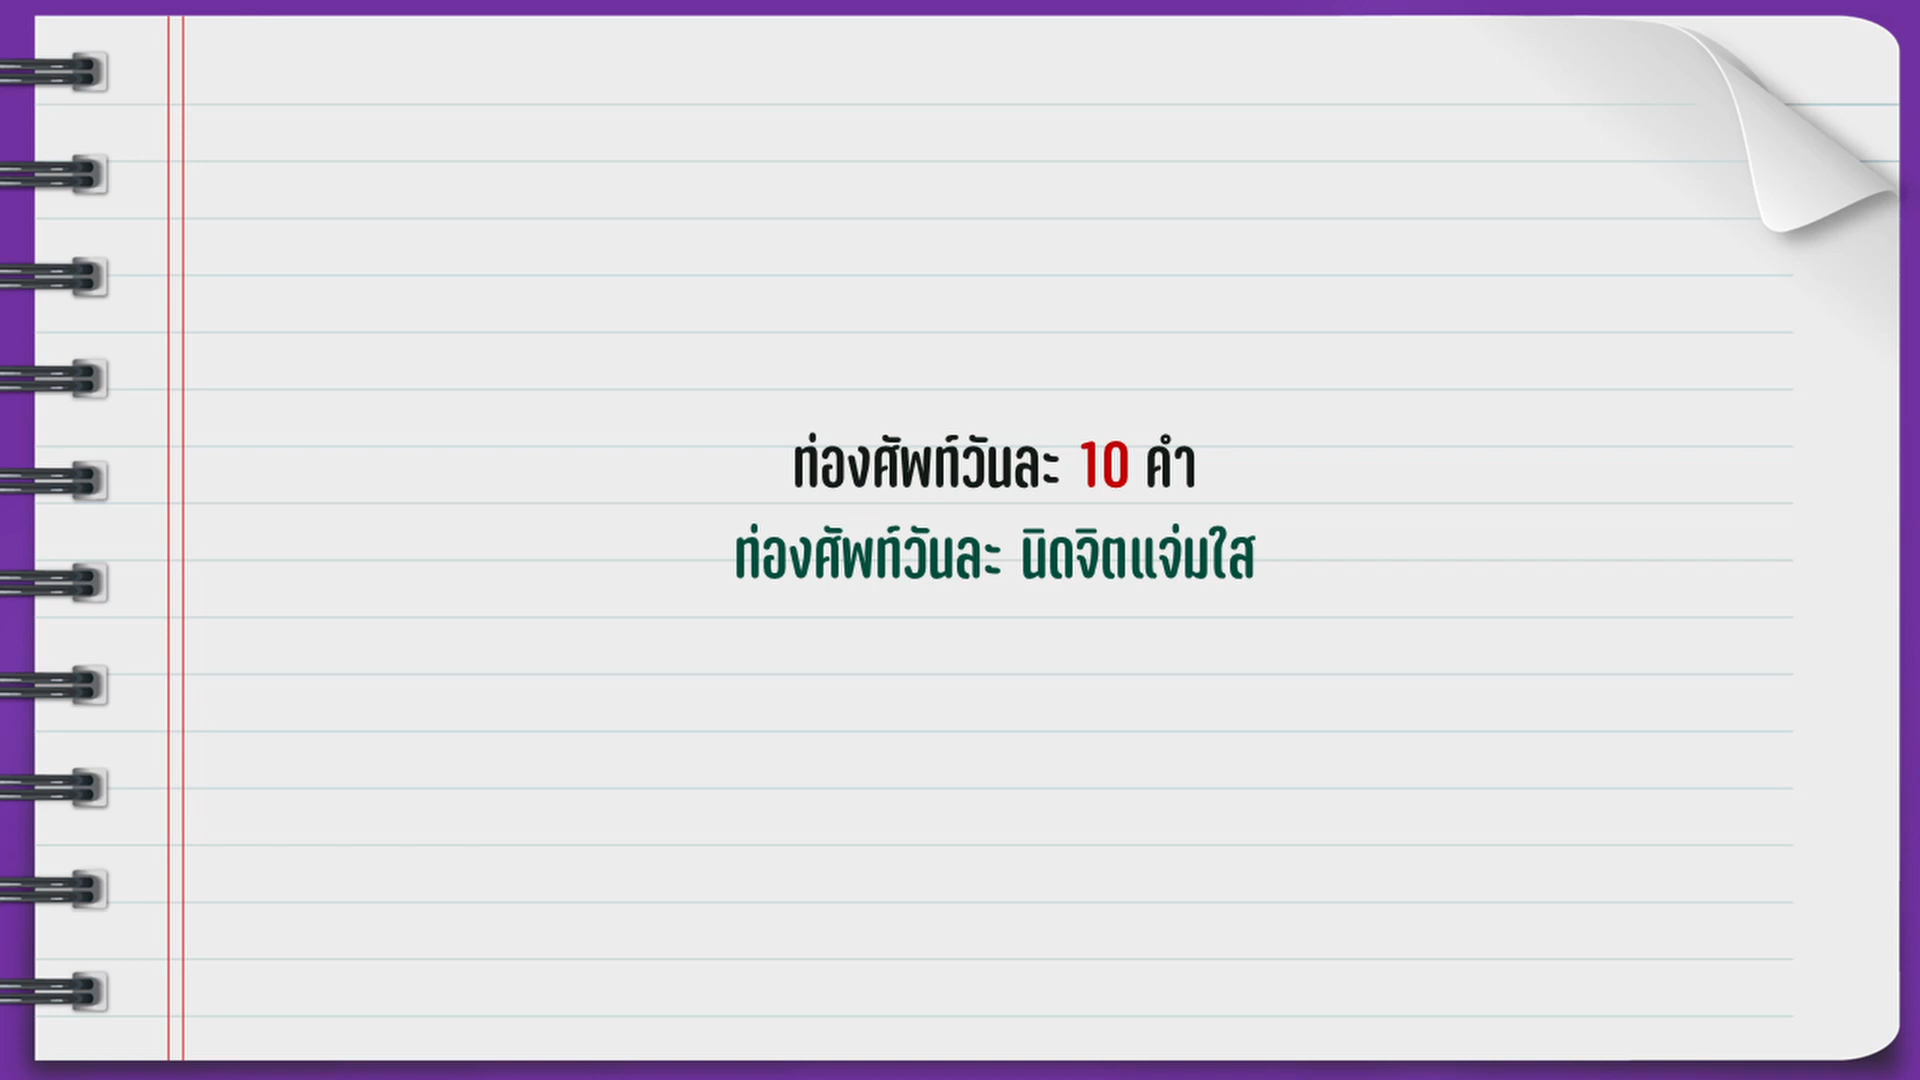 ท่องศัพท์วันละ 10 คำ
ท่องศัพท์วันละ นิดจิตแจ่มใส